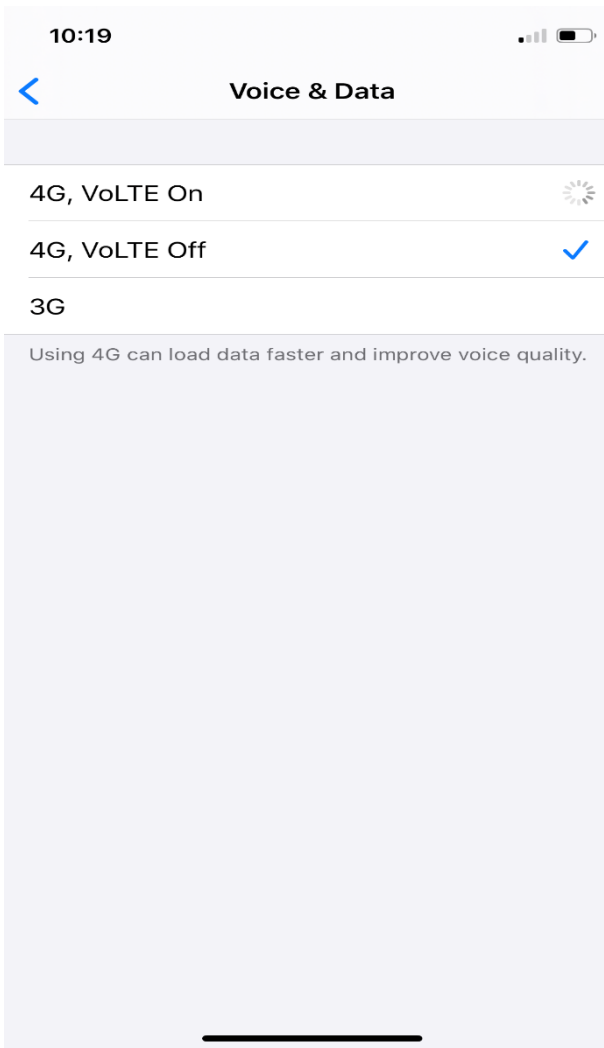 10:19
Voice & Data
4G, VoLTE On
4G, VoLTE Off
3G
Using 4G can load data faster and improve voice quality.